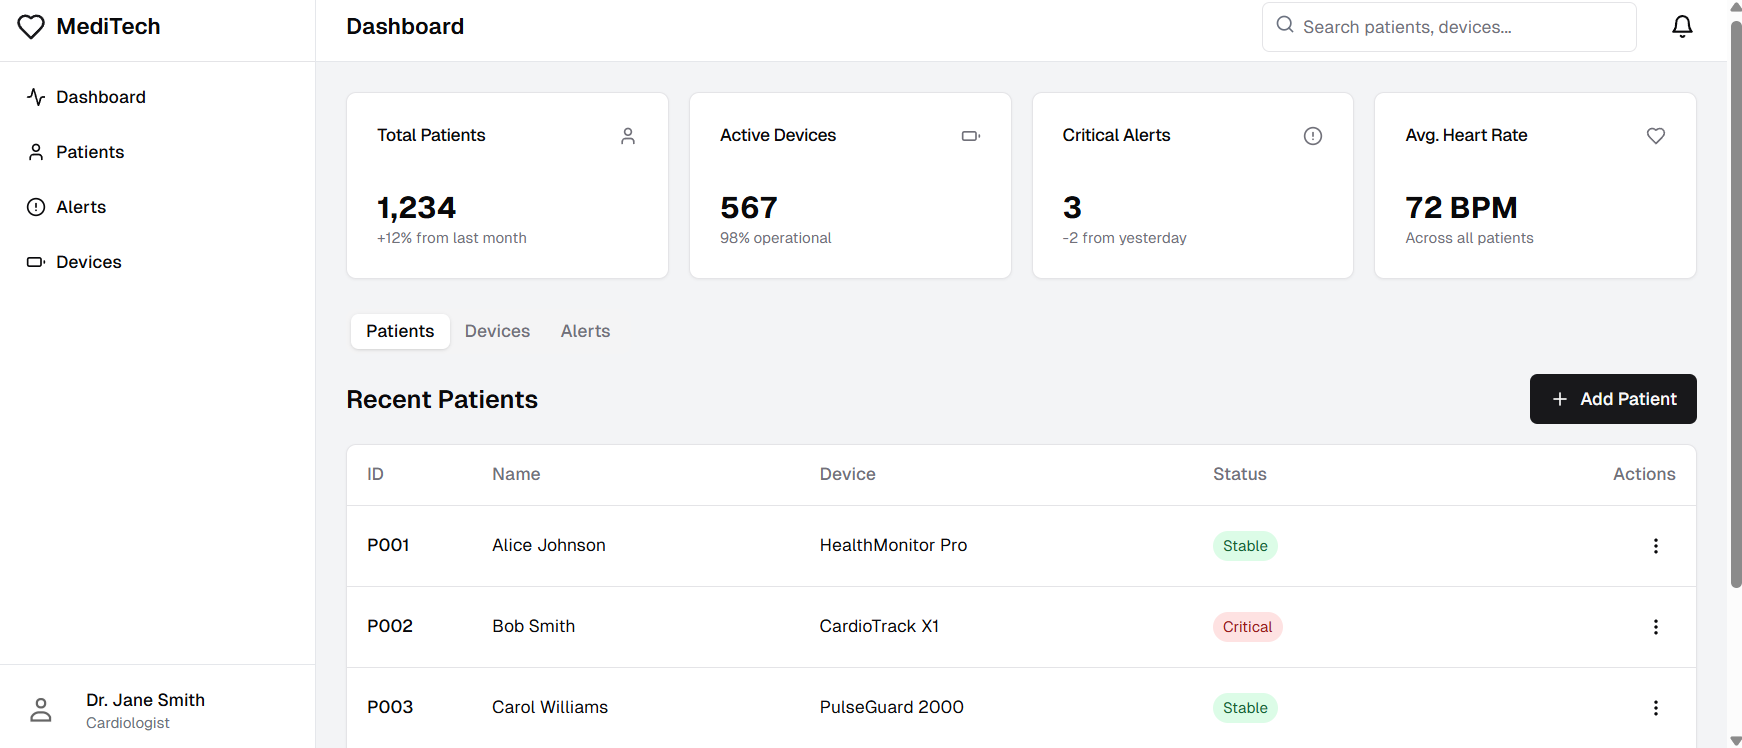 MediTech
Dashboard
Search patients, devices...
Dashboard
Patients
Alerts
Devices
Total Patients
1,234
+12% from last month
Active Devices
567
98% operational
Critical Alerts
3
-2 from yesterday
Avg. Heart Rate
72 BPM
Across all patients
Patients Devices Alerts
Recent Patients
Add Patient
ID Name Device Status Actions
P001 Alice Johnson HealthMonitor Pro Stable
P002 Bob Smith CardioTrack X1 Critical
P003 Carol Williams PulseGuard 2000 Stable
Dr. Jane Smith
Cardiologist